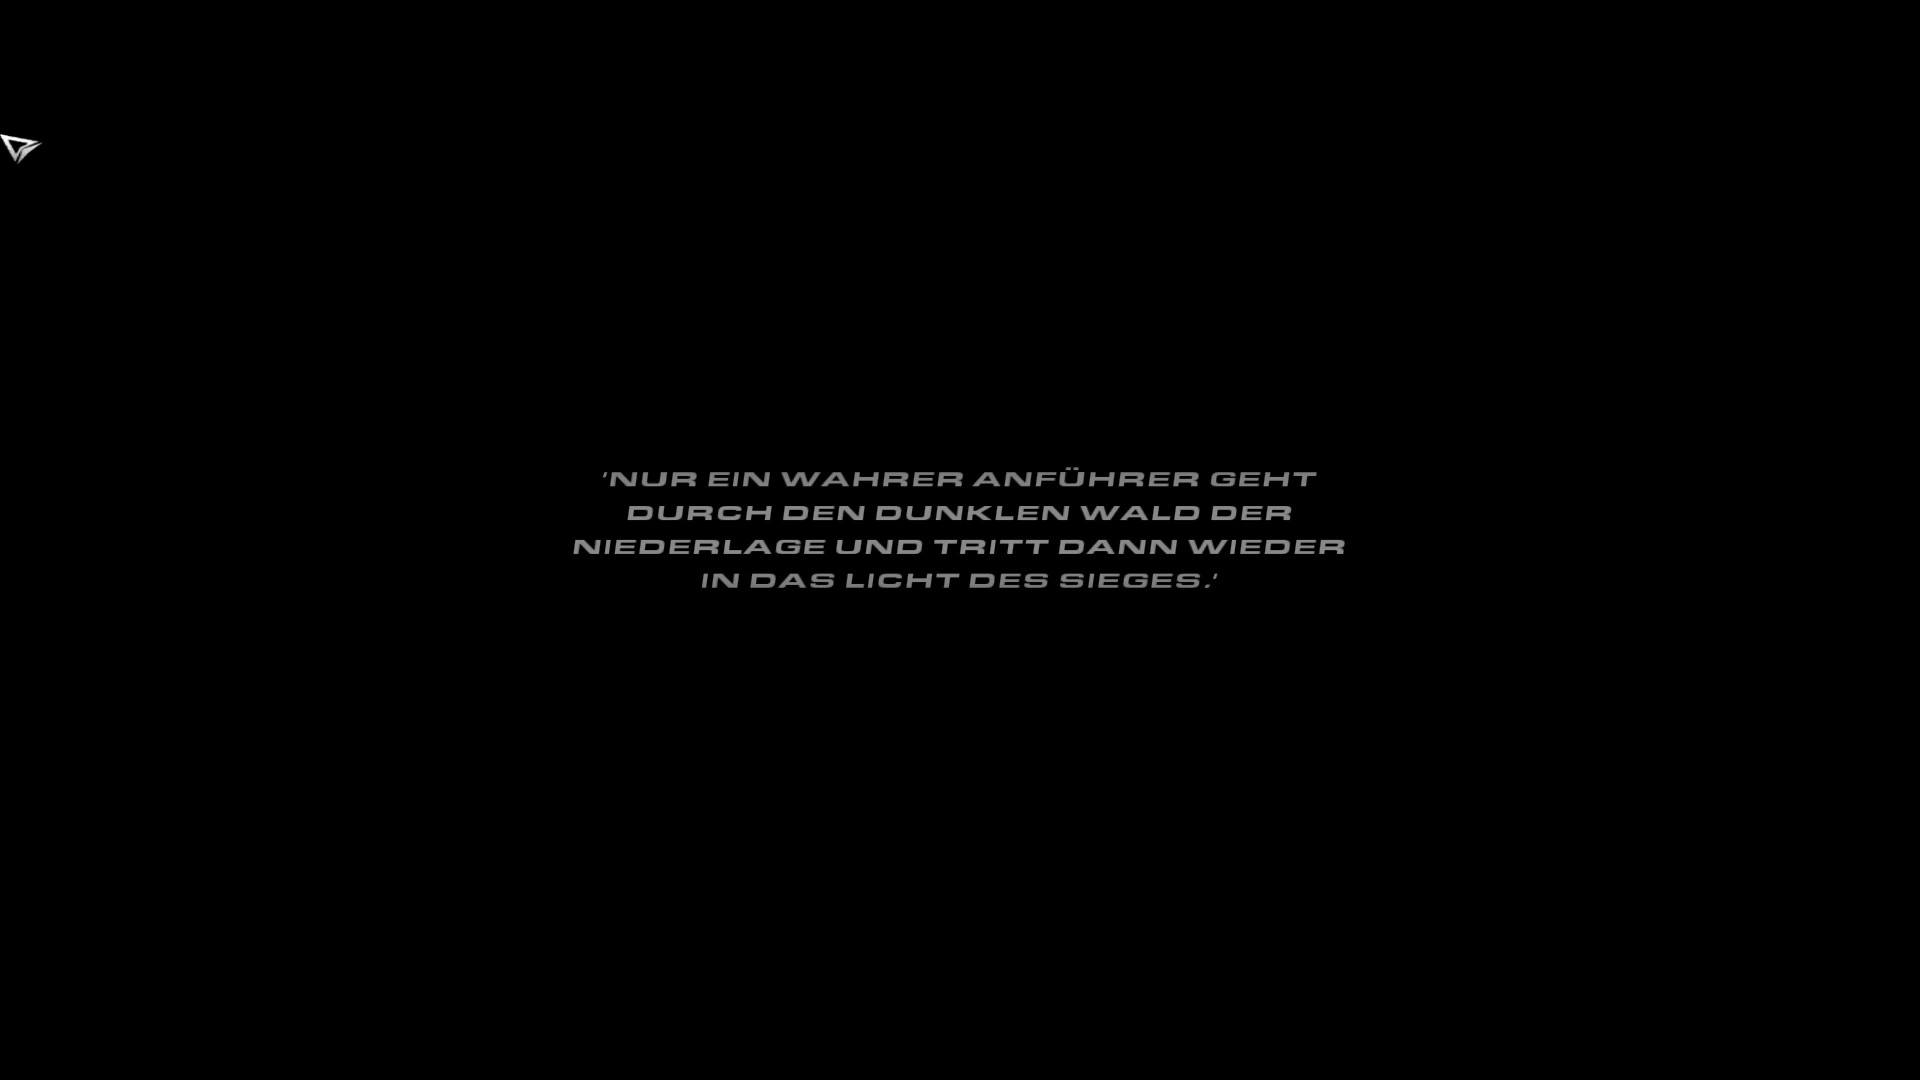 'NUR EIN WAHRER ANFÜHRER GEHT
DURCH DEN DUNKLEN WALD DER
NIEDERLAGE UND TRITT DANN WIEDER
IN DAS LICHT DES SIEGES.'